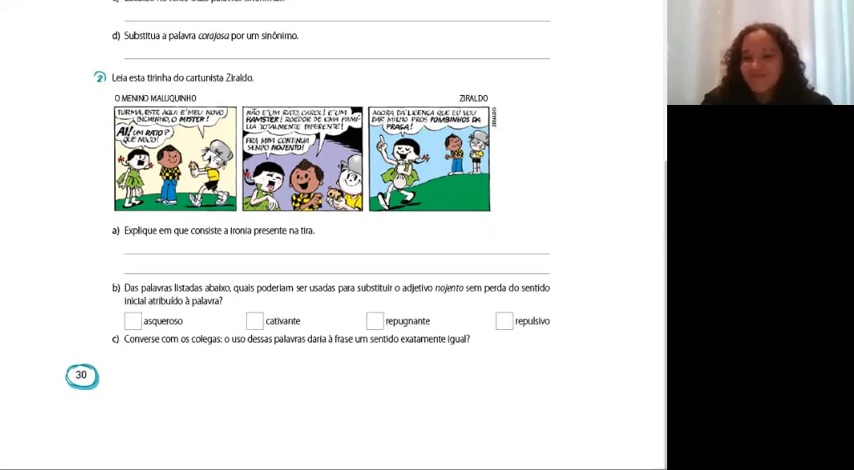 d) Substitua a palavra corajosa por um sinônimo.
2 Leia esta tirinha do cartunista Ziraldo.
O MENINO MALUQUINHO
ZIRALDO
TURMA, ESTE AQUI É MEU NOVO
BICHINHO, O MISTER!
AI! UM RATO?
QUE NOJO!
NÃO É UM RATO, CAROL! É UM
HAMSTER! ROEDOR DE UMA FAMÍ-
LIA TOTALMENTE DIFERENTE!
PRA MIM CONTINUA
SENDO NOJENTO!
AGORA DÁ LICENÇA QUE EU VOU
DAR MILHO PROS POMBINHOS DA
PRAÇA!
ZIRALDO
a) Explique em que consiste a ironia presente na tira.
b) Das palavras listadas abaixo, quais poderiam ser usadas para substituir o adjetivo nojento sem perda do sentido
inicial atribuído à palavra?
asqueroso cativante repugnante repulsivo
c) Converse com os colegas: o uso dessas palavras daria à frase um sentido exatamente igual?
30